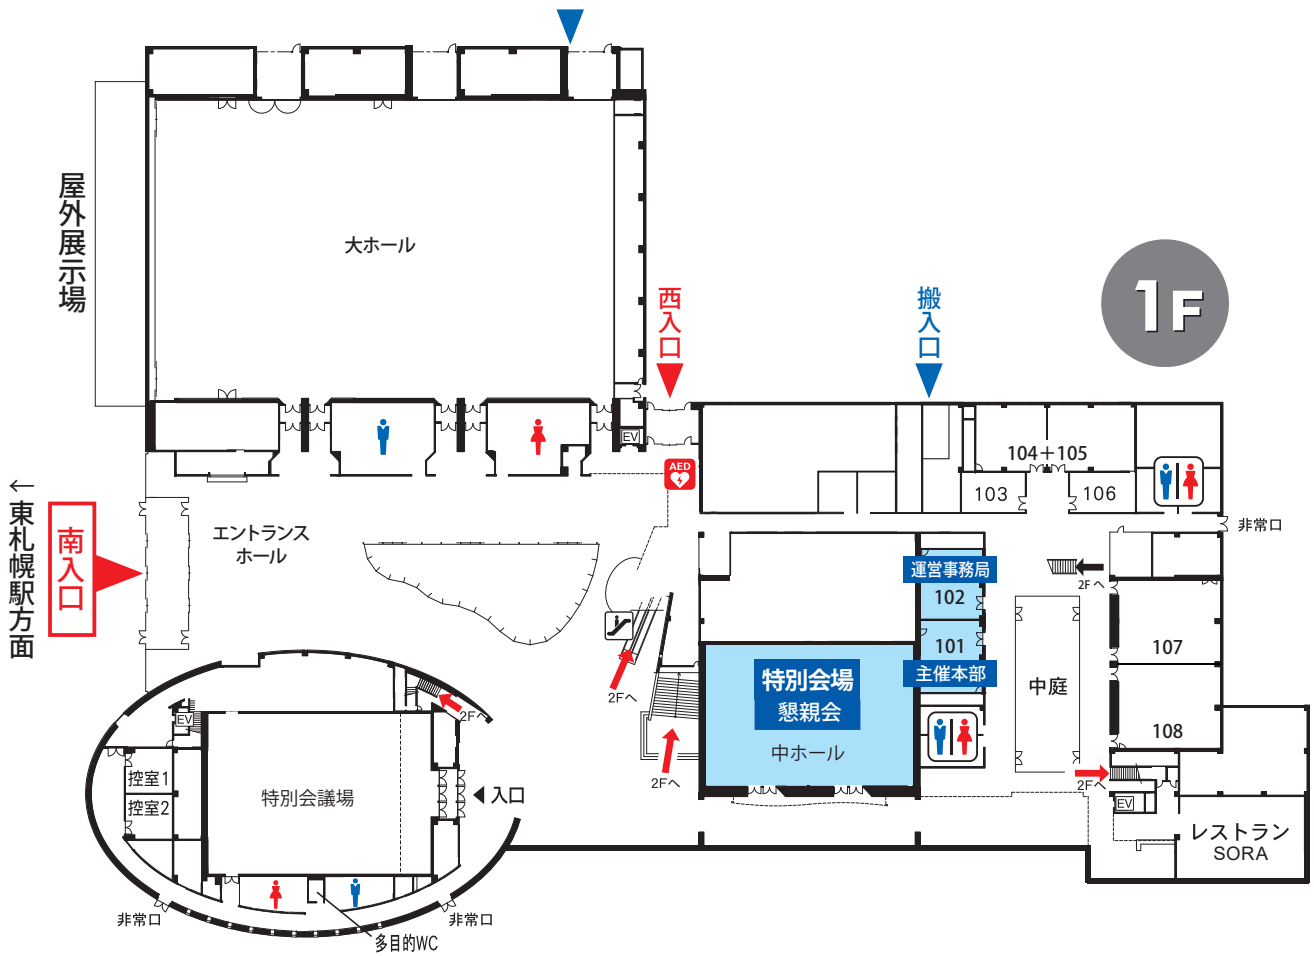 1F
屋外展示場
大ホール
西入口
搬入口
EV
AED
104＋105
103
106
非常口
エントランス
ホール
←東札幌駅方面
南入口
運営事務局
102
101
主催本部
特別会場
懇親会
中ホール
中庭
2Fへ
107
108
2Fへ
2Fへ
2Fへ
2Fへ
EV
レストラン
SORA
EV
控室1
控室2
特別会議場
入口
非常口
非常口
多目的WC